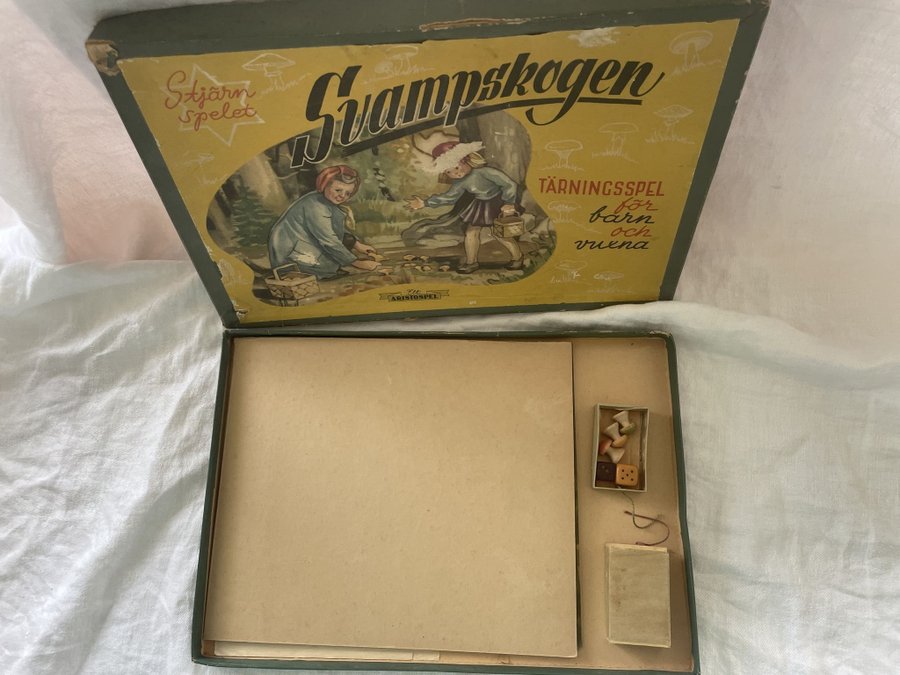 Stjärn
spelet
Svampskogen
TÄRNINGSSPEL
för
barn
och
vuxna
ARISTOSPEL